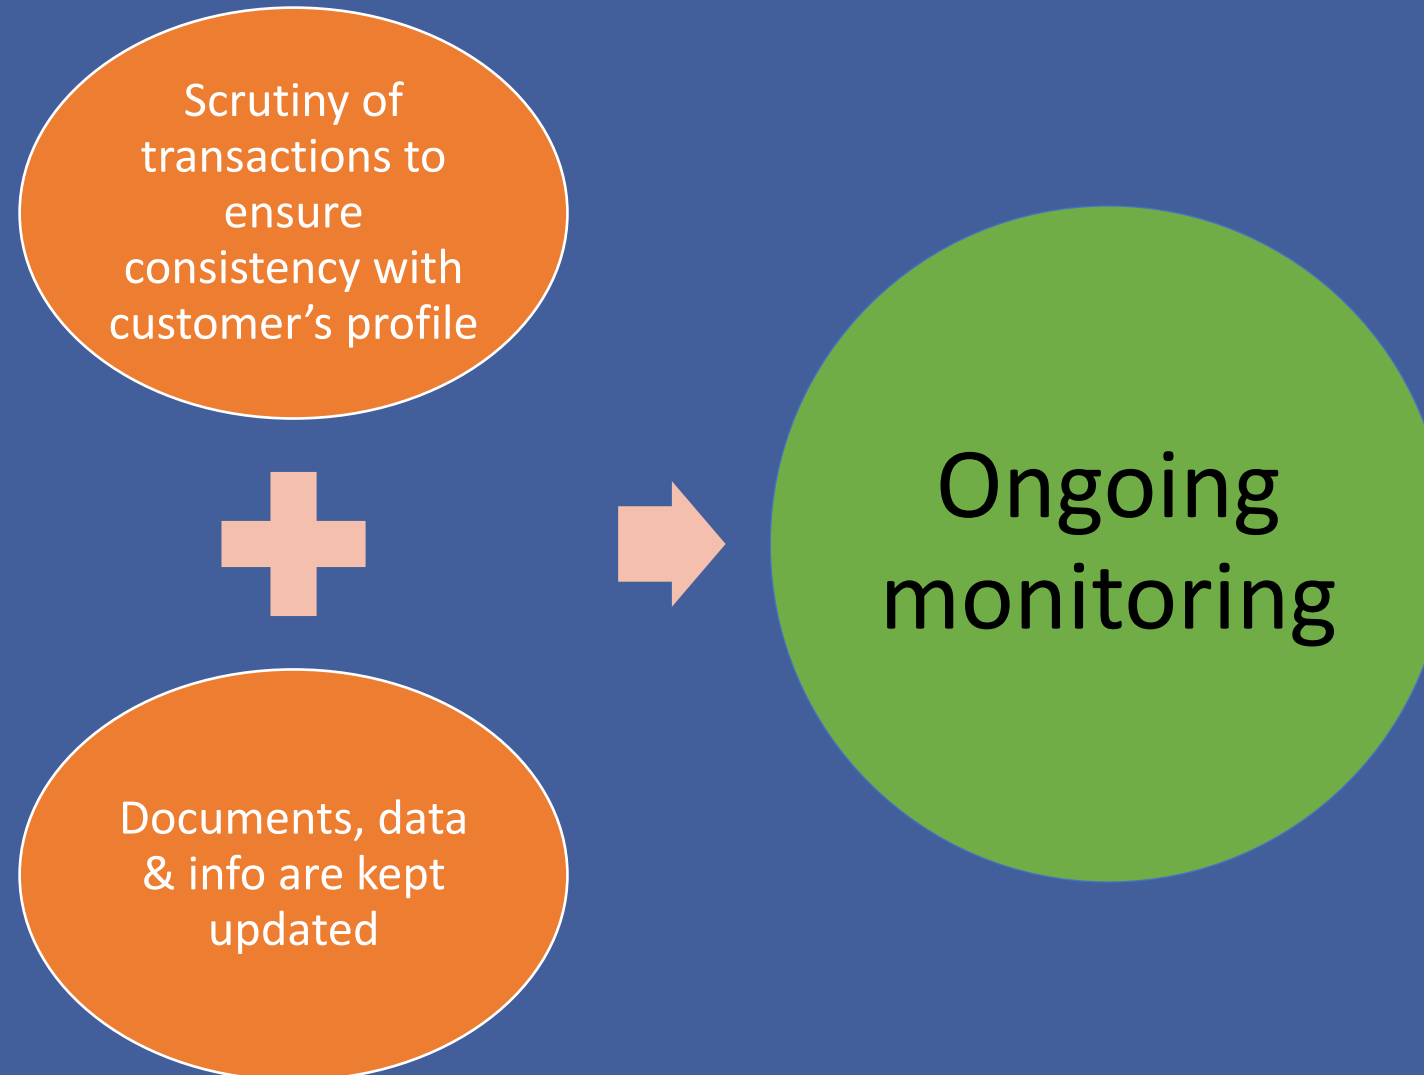 Scrutiny of
transactions to
ensure
consistency with
customer’s profile
Documents, data
& info are kept
updated
Ongoing
monitoring